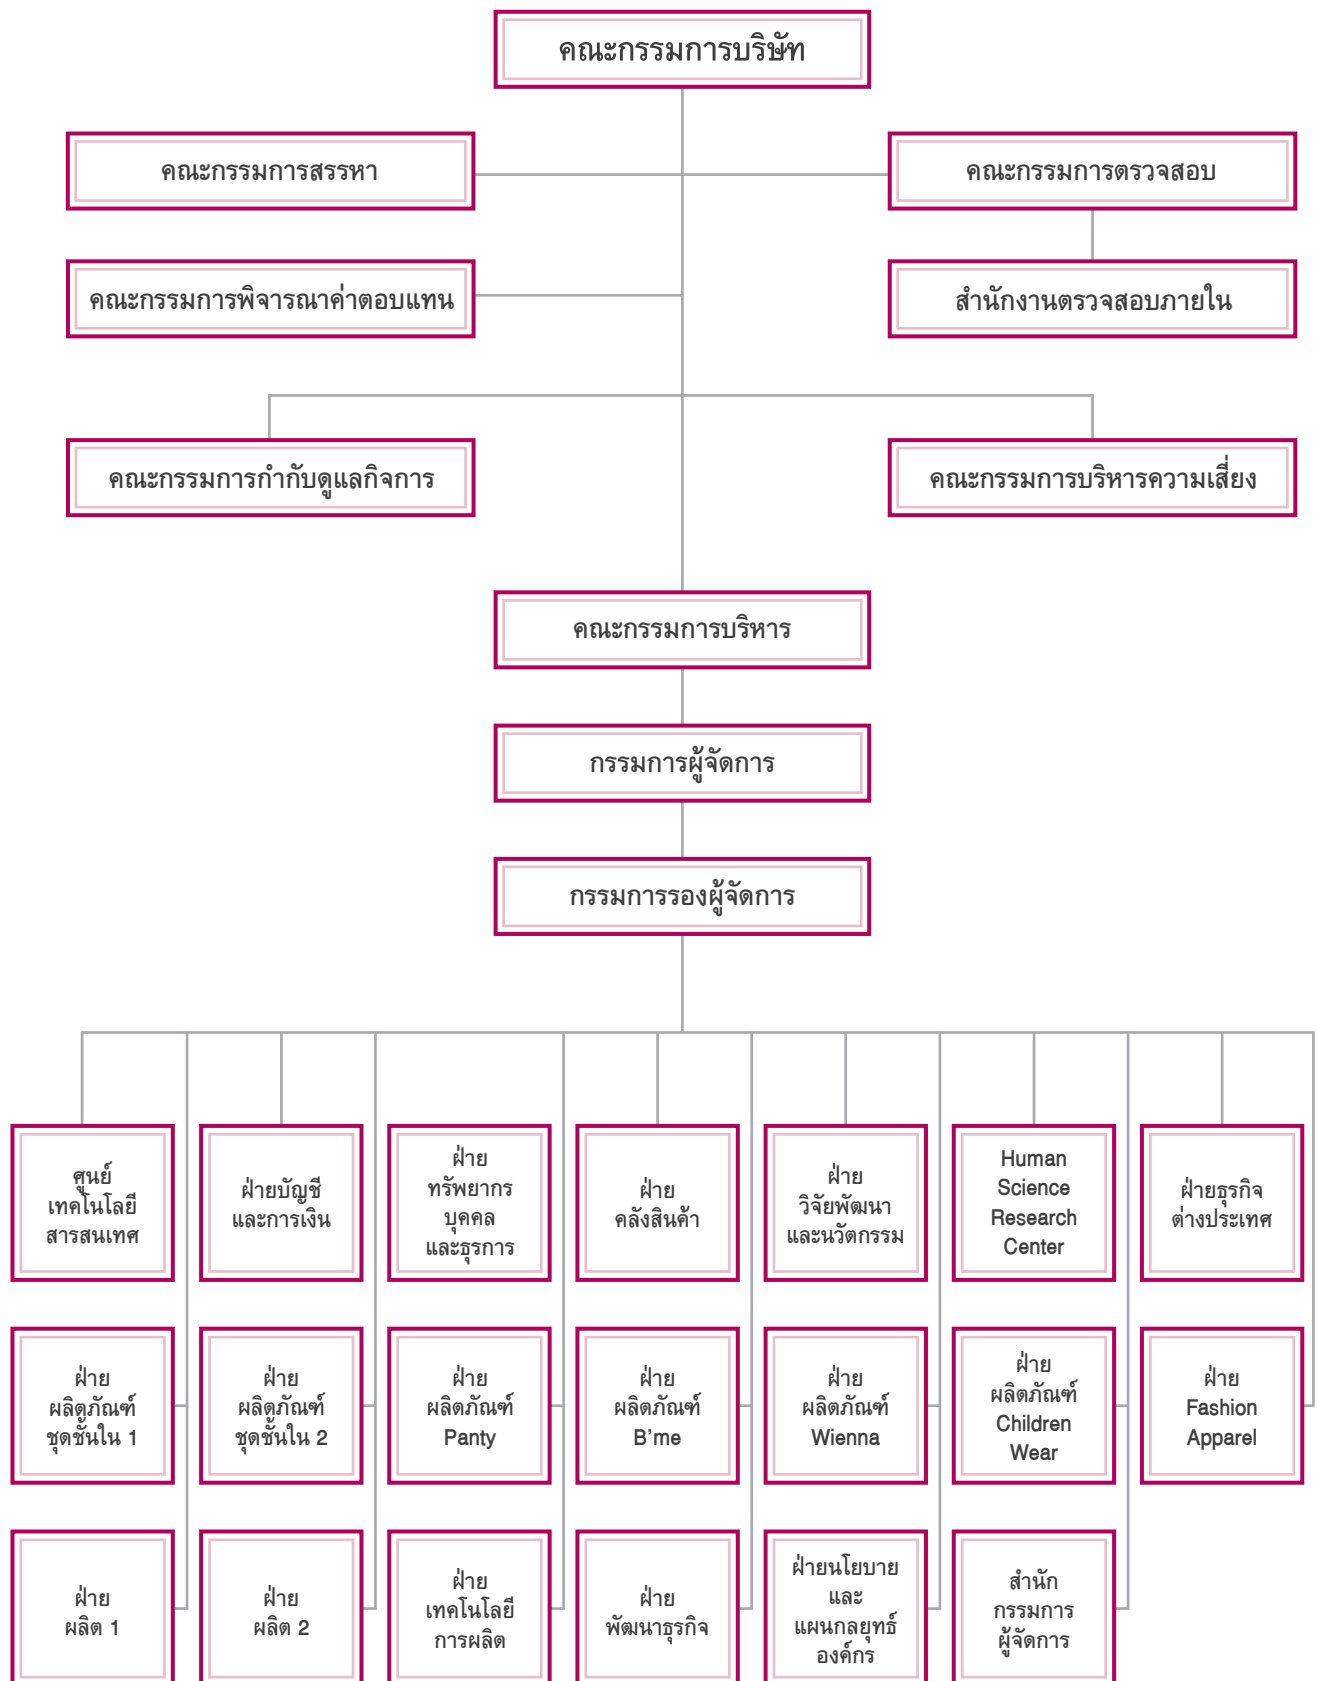 คณะกรรมการบริษัท
คณะกรรมการสรรหา
คณะกรรมการตรวจสอบ
คณะกรรมการพิจารณาค่าตอบแทน
สำนักงานตรวจสอบภายใน
คณะกรรมการกำกับดูแลกิจการ
คณะกรรมการบริหารความเสี่ยง
คณะกรรมการบริหาร
กรรมการผู้จัดการ
กรรมการรองผู้จัดการ
ศูนย์
เทคโนโลยี
สารสนเทศ
ฝ่ายบัญชี
และการเงิน
ฝ่าย
ทรัพยากร
บุคคล
และธุรการ
ฝ่าย
คลังสินค้า
ฝ่าย
วิจัยพัฒนา
และนวัตกรรม
Human
Science
Research
Center
ฝ่ายธุรกิจ
ต่างประเทศ
ฝ่าย
ผลิตภัณฑ์
ชุดชั้นใน 1
ฝ่าย
ผลิตภัณฑ์
ชุดชั้นใน 2
ฝ่าย
ผลิตภัณฑ์
Panty
ฝ่าย
ผลิตภัณฑ์
B’me
ฝ่าย
ผลิตภัณฑ์
Wienna
ฝ่าย
ผลิตภัณฑ์
Children
Wear
ฝ่าย
Fashion
Apparel
ฝ่าย
ผลิต 1
ฝ่าย
ผลิต 2
ฝ่าย
เทคโนโลยี
การผลิต
ฝ่าย
พัฒนาธุรกิจ
ฝ่ายนโยบาย
และ
แผนกลยุทธ์
องค์กร
สำนัก
กรรมการ
ผู้จัดการ